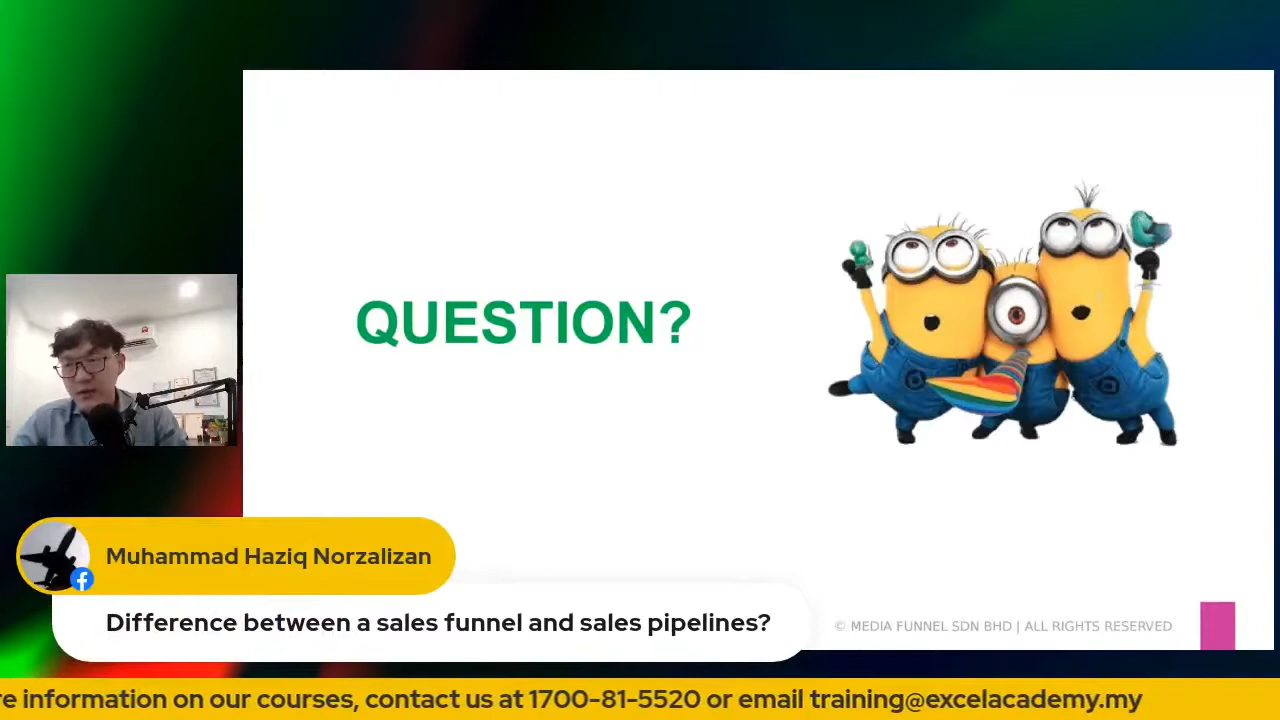 QUESTION?
Muhammad Haziq Norzalizan
Difference between a sales funnel and sales pipelines?
© MEDIA FUNNEL SDN BHD | ALL RIGHTS RESERVED
re information on our courses, contact us at 1700-81-5520 or email training@excelacademy.my